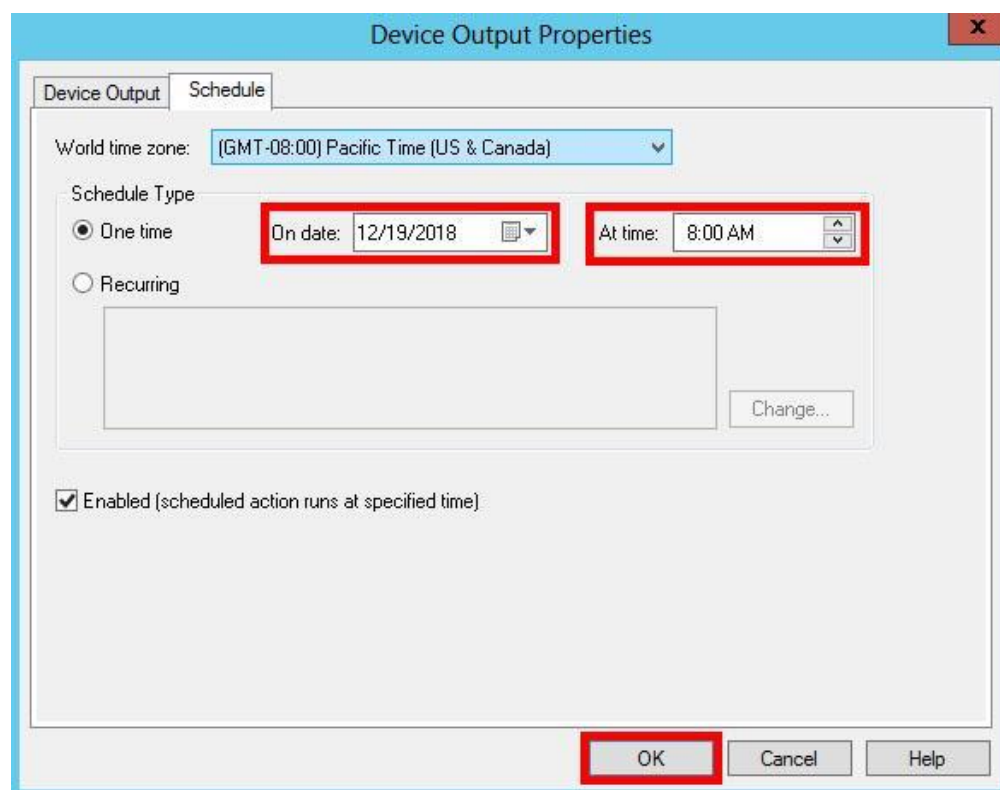 Device Output Properties
x
Device Output Schedule
World time zone: (GMT-08:00) Pacific Time (US & Canada)
Schedule Type
One time On date: 12/19/2018 At time: 8:00 AM
Recurring
Change...
Enabled (scheduled action runs at specified time)
OK Cancel Help